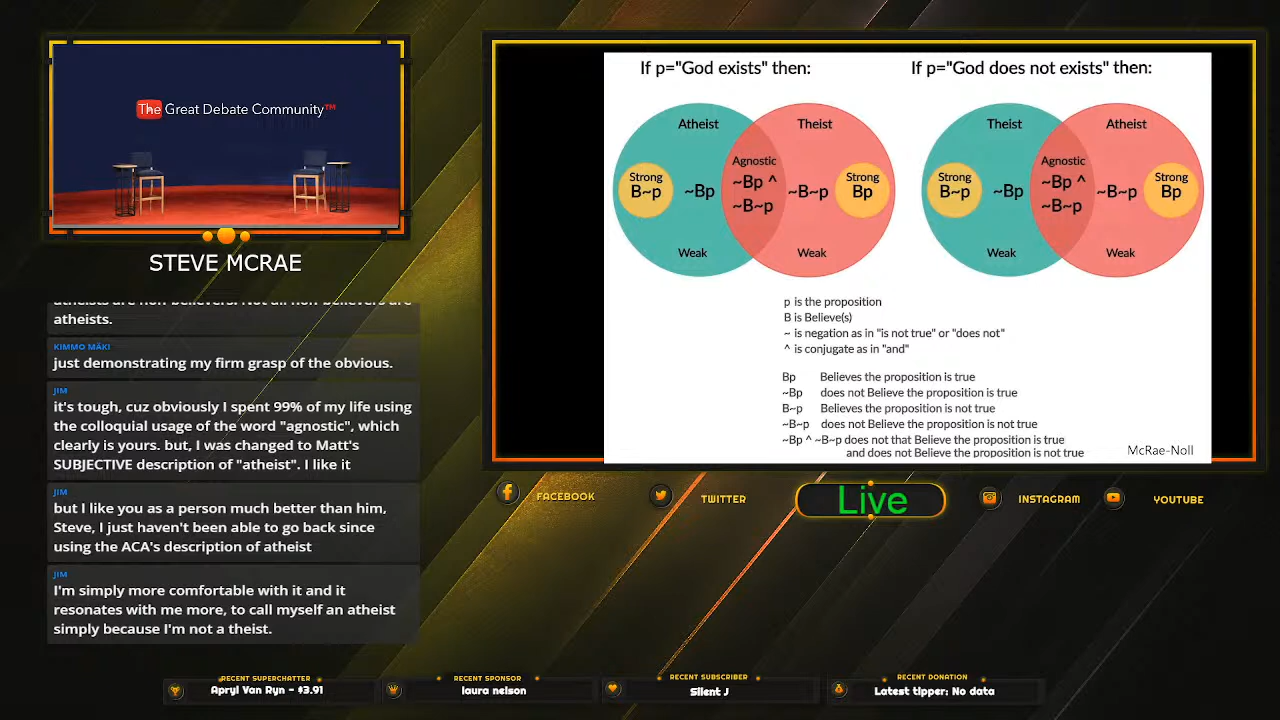 The Great Debate Community™
STEVE MCRAE
atheists are non-believers. Not all non-believers are
atheists.
KIMMO MÄKI
just demonstrating my firm grasp of the obvious.
JIM
it's tough, cuz obviously I spent 99% of my life using
the colloquial usage of the word "agnostic", which
clearly is yours. but, I was changed to Matt's
SUBJECTIVE description of "atheist". I like it
JIM
but I like you as a person much better than him,
Steve, I just haven't been able to go back since
using the ACA's description of atheist
JIM
I'm simply more comfortable with it and it
resonates with me more, to call myself an atheist
simply because I'm not a theist.
If p="God exists" then:
Atheist
Theist
Agnostic
Strong
B~p
~Bp
~Bp ^
~B~p
~B~p
Strong
Bp
Weak
Weak
If p="God does not exists" then:
Theist
Atheist
Agnostic
Strong
B~p
~Bp
~Bp ^
~B~p
~B~p
Strong
Bp
Weak
Weak
p is the proposition
B is Believe(s)
~ is negation as in "is not true" or "does not"
^ is conjugate as in "and"
Bp Believes the proposition is true
~Bp does not Believe the proposition is true
B~p Believes the proposition is not true
~B~p does not Believe the proposition is not true
~Bp ^ ~B~p does not that Believe the proposition is true
and does not Believe the proposition is not true
McRae-Noll
FACEBOOK
TWITTER
Live
INSTAGRAM
YOUTUBE
RECENT SUPERCHATTER
Apryl Van Ryn - $3.91
RECENT SPONSOR
laura nelson
RECENT SUBSCRIBER
Silent J
RECENT DONATION
Latest tipper: No data